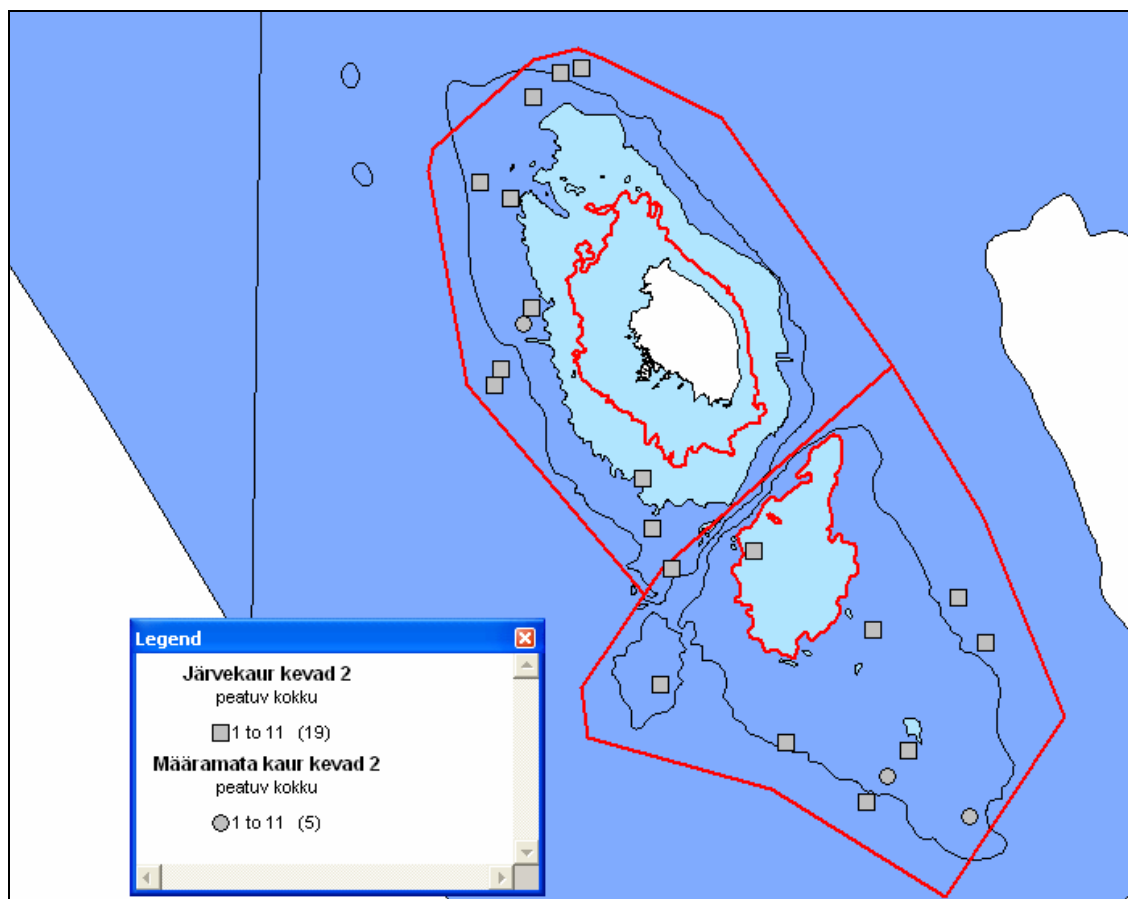 Legend
Järvekaur kevad 2
peatuv kokku
1 to 11 (19)
Määramata kaur kevad 2
peatuv kokku
1 to 11 (5)